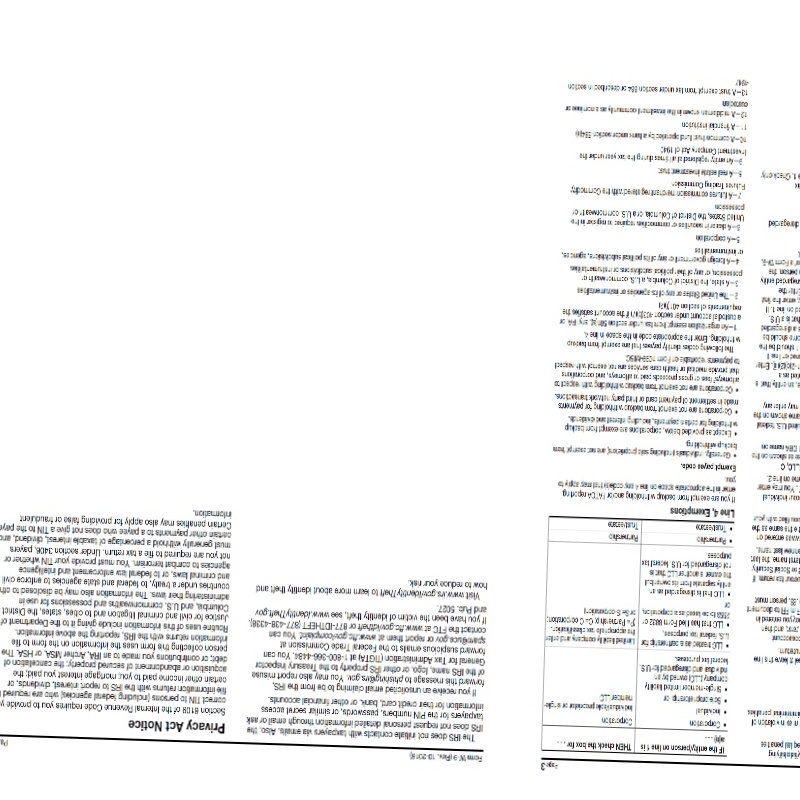 Form W-9 (Rev. 10-2018)
The IRS does not initiate contacts with taxpayers via emails. Also, the
IRS does not request personal detailed information through email or ask
taxpayers for the PIN numbers, passwords, or similar secret access
information for their credit card, bank, or other financial accounts.
If you receive an unsolicited email claiming to be from the IRS,
forward this message to phishing@irs.gov. You may also report misuse
of the IRS name, logo, or other IRS property to the Treasury Inspector
General for Tax Administration (TIGTA) at 1-800-366-4484. You can
forward suspicious emails to the Federal Trade Commission at
spam@uce.gov or report them at www.ftc.gov/complaint. You can
contact the FTC at www.ftc.gov/idtheft or 877-IDTHEFT (877-438-4338).
If you have been the victim of identity theft, see www.IdentityTheft.gov
and Pub. 5027.
Visit www.irs.gov/IdentityTheft to learn more about identity theft and
how to reduce your risk.
Privacy Act Notice
Section 6109 of the Internal Revenue Code requires you to provide
correct TIN to persons (including federal agencies) who are required
file information returns with the IRS to report interest, dividends, or
certain other income paid to you; mortgage interest you paid; the
acquisition or abandonment of secured property; the cancellation of
debt; or contributions you made to an IRA, Archer MSA, or HSA. The
person collecting this form uses the information on the form to file
information returns with the IRS, reporting the above information.
Routine uses of this information include giving it to the Department of
Justice for civil and criminal litigation and to cities, states, the District
Columbia, and U.S. commonwealths and possessions for use in
administering their laws. The information also may be disclosed to
countries under a treaty, to federal and state agencies to enforce civil
and criminal laws, or to federal law enforcement and intelligence
agencies to combat terrorism. You must provide your TIN whether or
not you are required to file a tax return. Under section 3406, payers
must generally withhold a percentage of taxable interest, dividend, and
certain other payments to a payee who does not give a TIN to the
Certain penalties may also apply for providing false or fraudulent
information.
Page 3
IF the entity/person on line 1 is THEN check the box for . . .
a(n) . . .
• Corporation Corporation
• Individual Individual/sole proprietor or single-
• Sole proprietorship, or member LLC
• Single-member limited liability
company (LLC) owned by an
individual and disregarded for U.S.
federal tax purposes.
• LLC treated as a partnership for Limited liability company and enter
U.S. federal tax purposes, the appropriate tax classification.
• LLC that has filed Form 8832 or (P= Partnership; C= C corporation;
2553 to be taxed as a corporation, or S= S corporation)
or
• LLC that is disregarded as an
entity separate from its owner but
the owner is another LLC that is
not disregarded for U.S. federal tax
purposes.
• Partnership Partnership
• Trust/estate Trust/estate
Line 4, Exemptions
If you are exempt from backup withholding and/or FATCA reporting,
enter in the appropriate space on line 4 any code(s) that may apply to
you.
Exempt payee code.
• Generally, individuals (including sole proprietors) are not exempt from
backup withholding.
• Except as provided below, corporations are exempt from backup
withholding for certain payments, including interest and dividends.
• Corporations are not exempt from backup withholding for payments
made in settlement of payment card or third party network transactions.
• Corporations are not exempt from backup withholding with respect to
attorneys' fees or gross proceeds paid to attorneys, and corporations
that provide medical or health care services are not exempt with respect
to payments reportable on Form 1099-MISC.
The following codes identify payees that are exempt from backup
withholding. Enter the appropriate code in the space in line 4.
1—An organization exempt from tax under section 501(a), any IRA, or
a custodial account under section 403(b)(7) if the account satisfies the
requirements of section 401(f)(2)
2—The United States or any of its agencies or instrumentalities
3—A state, the District of Columbia, a U.S. commonwealth or
possession, or any of their political subdivisions or instrumentalities
4—A foreign government or any of its political subdivisions, agencies,
or instrumentalities
5—A corporation
6—A dealer in securities or commodities required to register in the
United States, the District of Columbia, or a U.S. commonwealth or
possession
7—A futures commission merchant registered with the Commodity
Futures Trading Commission
8—A real estate investment trust
9—An entity registered at all times during the tax year under the
Investment Company Act of 1940
10—A common trust fund operated by a bank under section 584(a)
11—A financial institution
12—A middleman known in the investment community as a nominee or
custodian
13—A trust exempt from tax under section 664 or described in section
4947